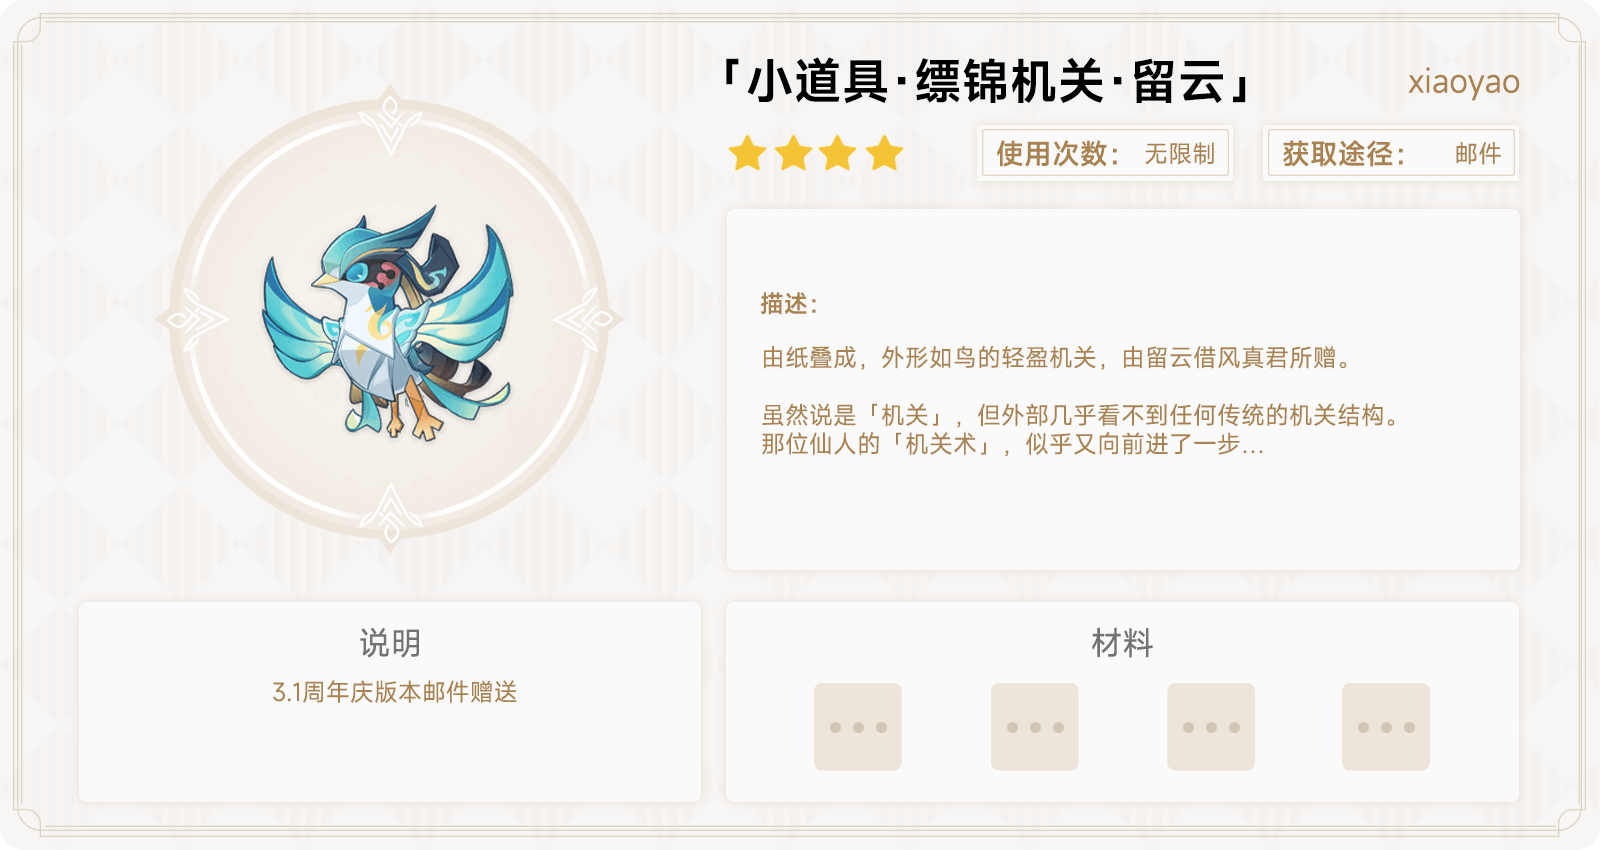 「小道具·缥锦机关·留云」
xiaoyao
使用次数： 无限制
获取途径： 邮件
描述：
由纸叠成，外形如鸟的轻盈机关，由留云借风真君所赠。
虽然说是「机关」，但外部几乎看不到任何传统的机关结构。
那位仙人的「机关术」，似乎又向前进了一步...
说明
3.1周年庆版本邮件赠送
材料